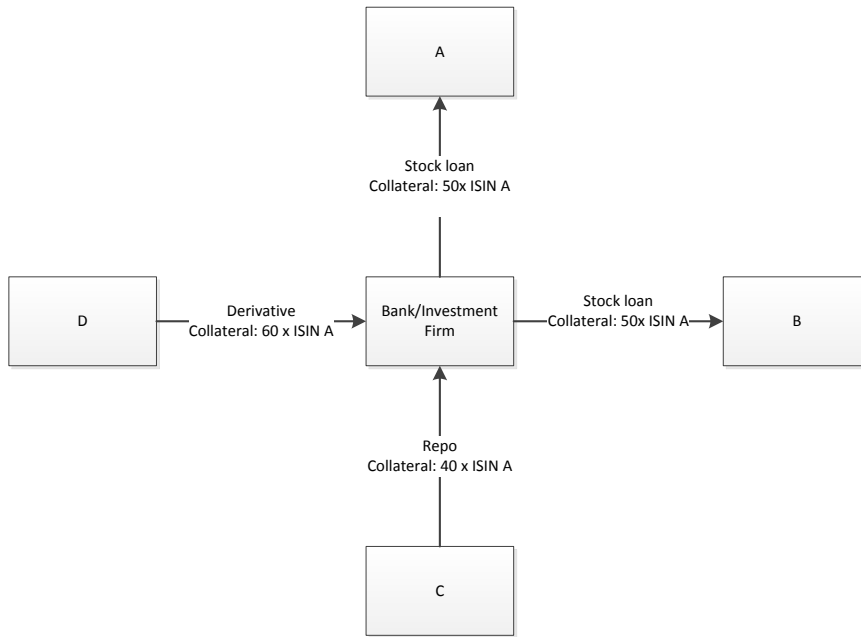 A
Stock loan
Collateral: 50x ISIN A
D
Derivative
Collateral: 60 x ISIN A
Bank/Investment
Firm
Stock loan
Collateral: 50x ISIN A
B
Repo
Collateral: 40 x ISIN A
C